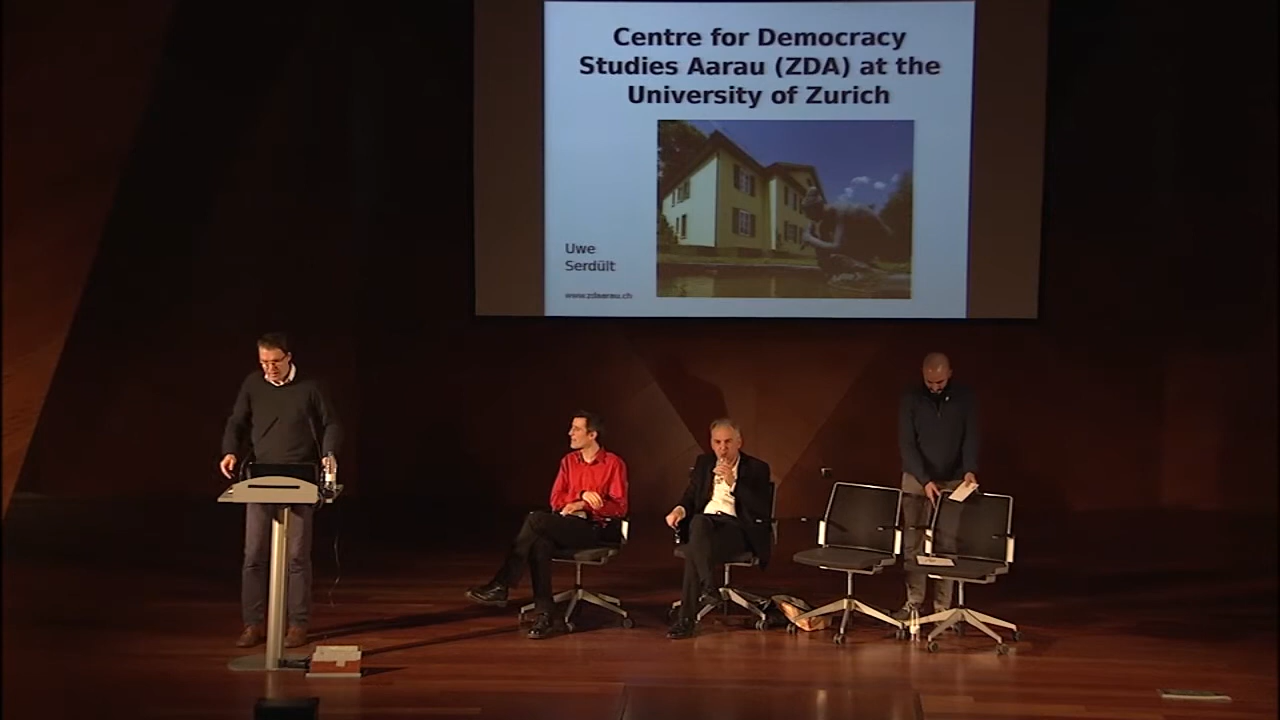 Centre for Democracy
Studies Aarau (ZDA) at the
University of Zurich
Uwe
Serdült
www.zdaarau.ch